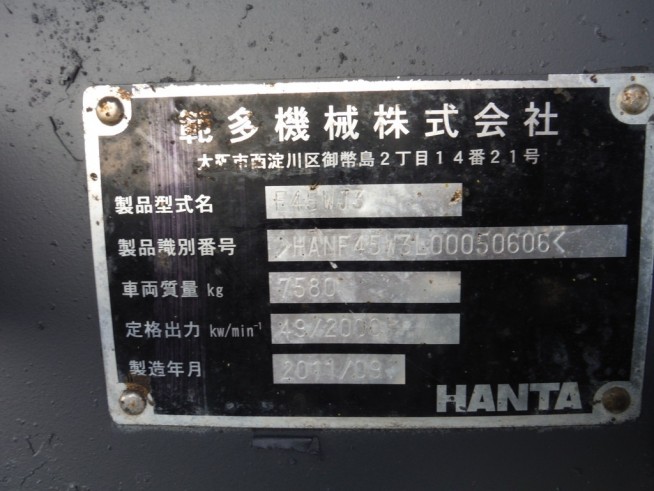 範多機械株式会社
大阪市西淀川区御幣島2丁目14番21号
製品型式名 F45WJ3
製品識別番号 >HANF45W3L00050606<
車両質量 kg 7580
定格出力 kw/min⁻¹ 49/2000
製造年月 2011/09
HANTA